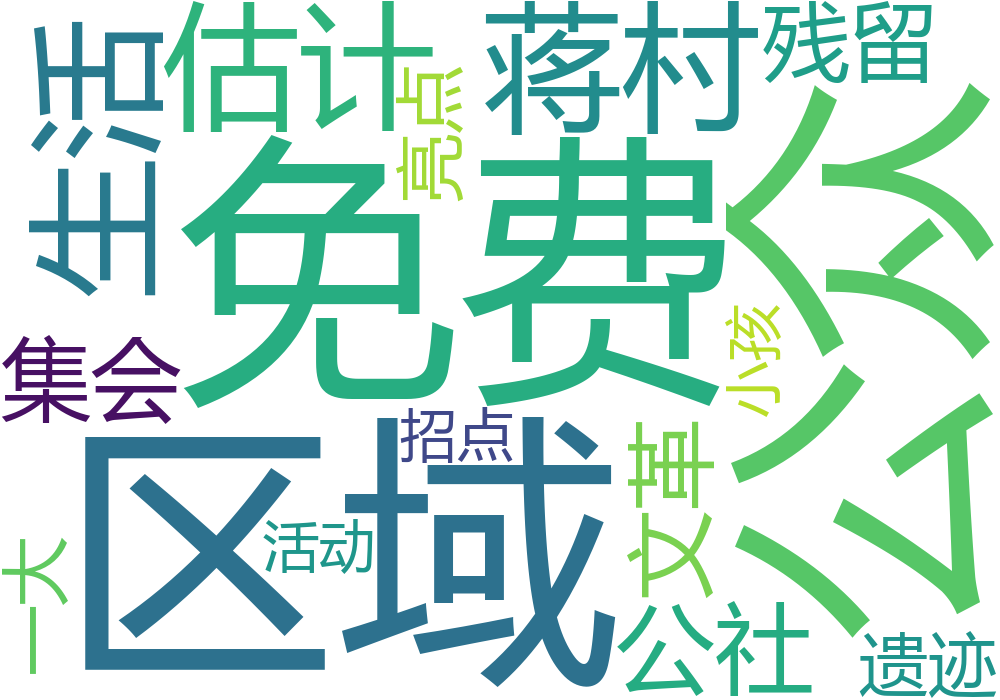 生活
估计
亮点
蒋村
残留
免费
公众
小孩
集会
招点
文革
区域
活动
一大
公社
遗迹